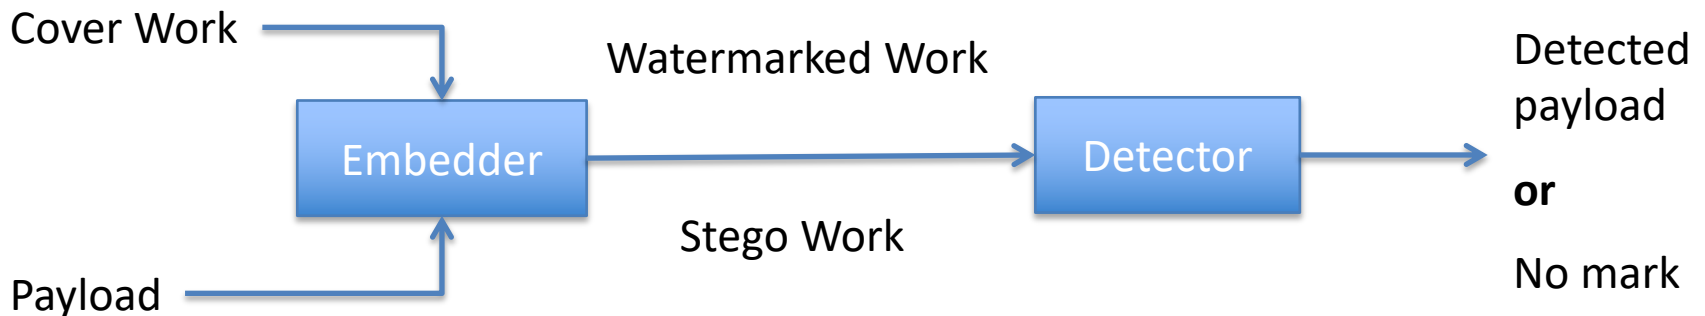 Cover Work
Watermarked Work
Detected
payload
Embedder
Detector
or
Stego Work
No mark
Payload